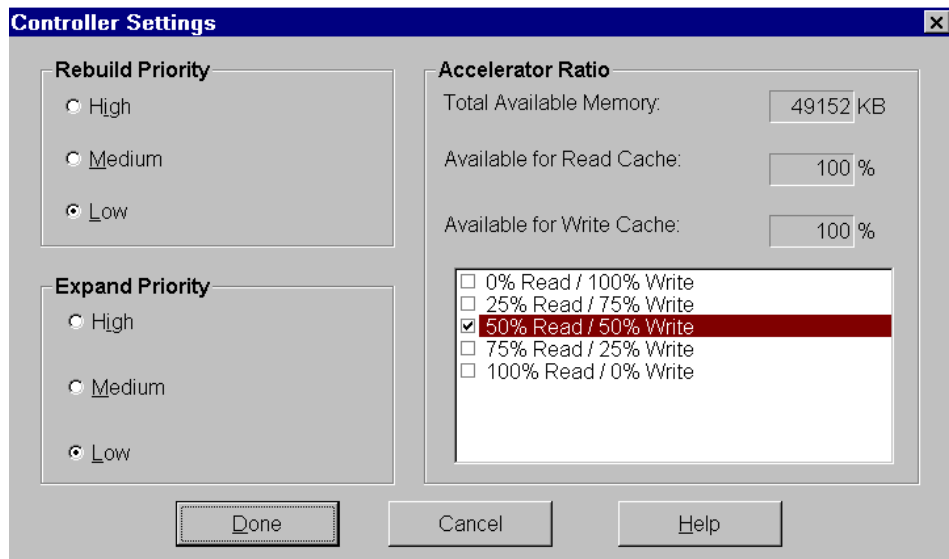 Controller Settings
Rebuild Priority
High
Medium
Low
Expand Priority
High
Medium
Low
Accelerator Ratio
Total Available Memory: 49152 KB
Available for Read Cache: 100 %
Available for Write Cache: 100 %
0% Read / 100% Write
25% Read / 75% Write
50% Read / 50% Write
75% Read / 25% Write
100% Read / 0% Write
Done Cancel Help